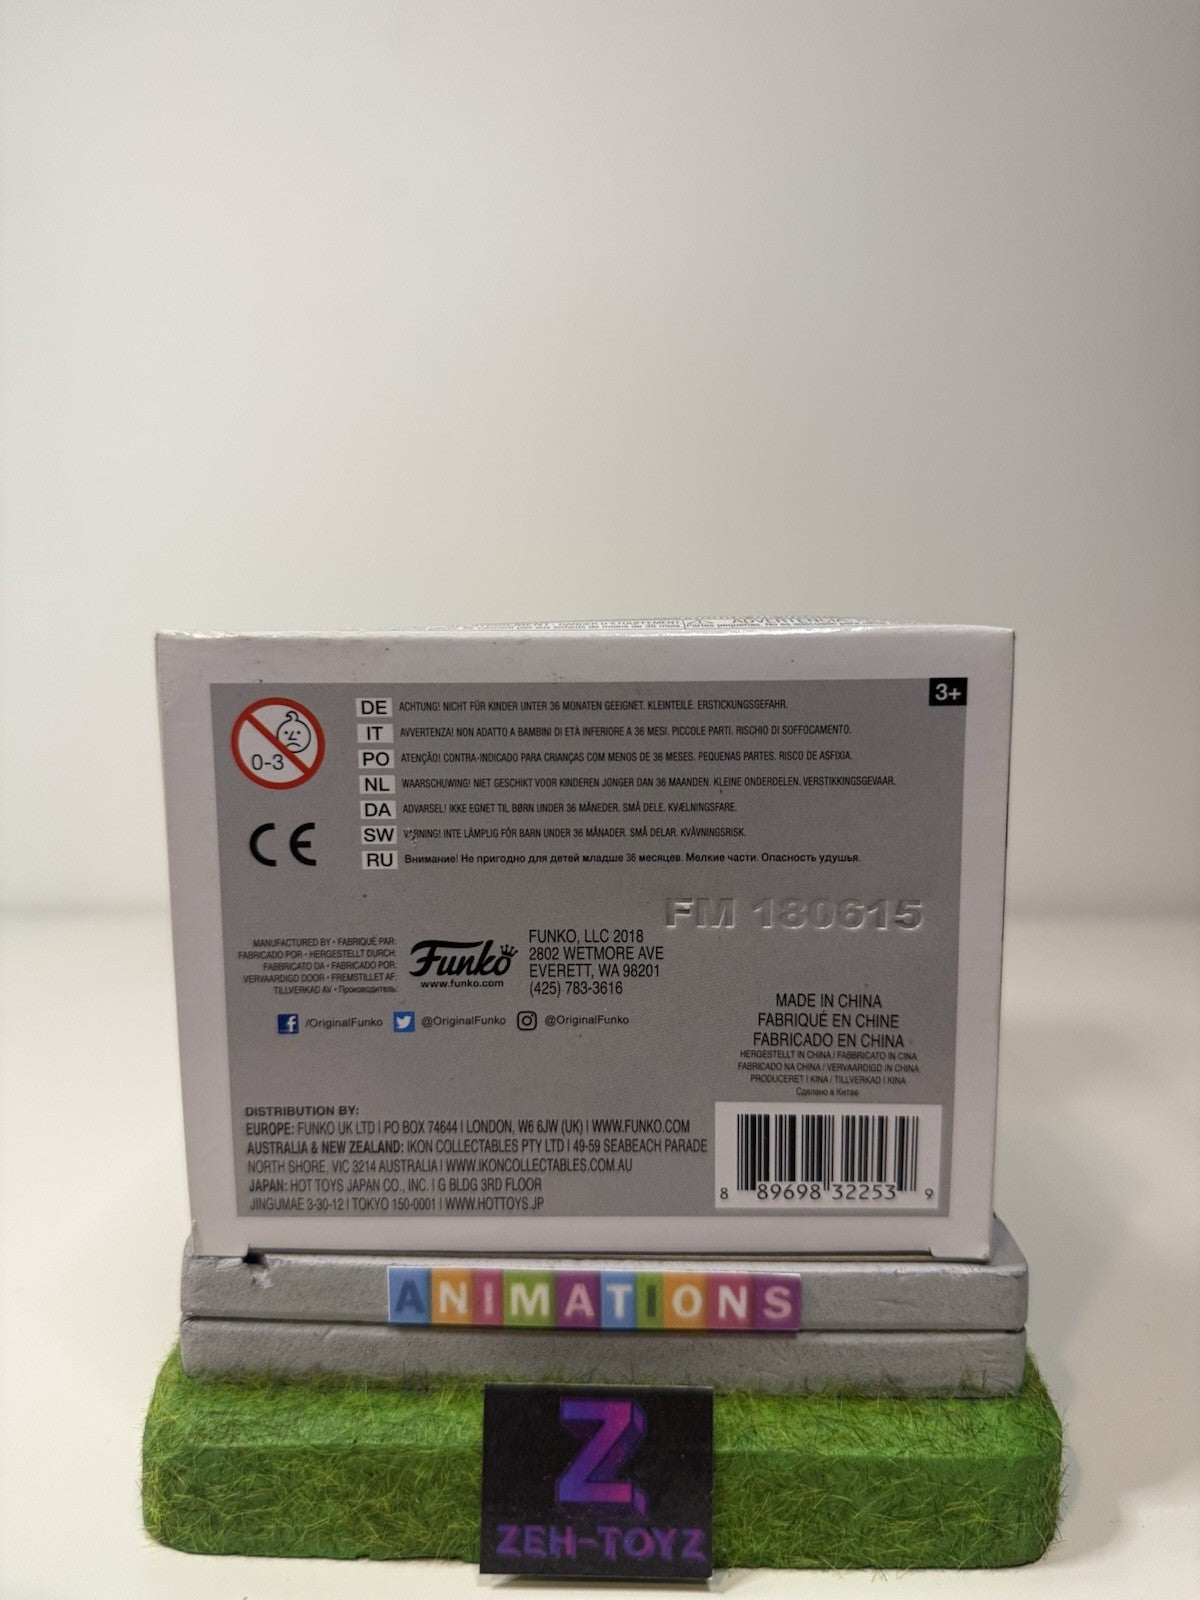 3+
0-3
DE ACHTUNG! NICHT FÜR KINDER UNTER 36 MONATEN GEEIGNET. KLEINTEILE. ERSTICKUNGSGEFAHR.
IT AVVERTENZA! NON ADATTO A BAMBINI DI ETÀ INFERIORE A 36 MESI. PICCOLE PARTI. RISCHIO DI SOFFOCAMENTO.
PO ATENÇÃO! CONTRA-INDICADO PARA CRIANÇAS COM MENOS DE 36 MESES. PEQUENAS PARTES. RISCO DE ASFIXIA.
NL WAARSCHUWING! NIET GESCHIKT VOOR KINDEREN JONGER DAN 36 MAANDEN. KLEINE ONDERDELEN. VERSTIKKINGSGEVAAR.
DA ADVARSEL! IKKE EGNET TIL BØRN UNDER 36 MÅNEDER. SMÅ DELE. KVÆLNINGSFARE.
SW VARNING! INTE LÄMPLIG FÖR BARN UNDER 36 MÅNADER. SMÅ DELAR. KVÄVNINGSRISK.
RU Внимание! Не пригодно для детей младше 36 месяцев. Мелкие части. Опасность удушья.
CE
FM 180615
MANUFACTURED BY • FABRIQUÉ PAR:
FABRICADO POR • HERGESTELLT DURCH:
FABBRICATO DA • FABRICADO POR:
VERVAARDIGD DOOR • FREMSTILLET AF:
TILLVERKAD AV • Производитель:
Funko
www.funko.com
FUNKO, LLC 2018
2802 WETMORE AVE
EVERETT, WA 98201
(425) 783-3616
/OriginalFunko @OriginalFunko @OriginalFunko
MADE IN CHINA
FABRIQUÉ EN CHINE
FABRICADO EN CHINA
HERGESTELLT IN CHINA / FABBRICATO IN CINA
FABRICADO NA CHINA / VERVAARDIGD IN CHINA
PRODUCERET I KINA / TILLVERKAD I KINA
Сделано в Китае
DISTRIBUTION BY:
EUROPE: FUNKO UK LTD | PO BOX 74644 | LONDON, W6 6JW (UK) | WWW.FUNKO.COM
AUSTRALIA & NEW ZEALAND: IKON COLLECTABLES PTY LTD | 49-59 SEABEACH PARADE
NORTH SHORE, VIC 3214 AUSTRALIA | WWW.IKONCOLLECTABLES.COM.AU
JAPAN: HOT TOYS JAPAN CO., INC. | G BLDG 3RD FLOOR
JINGUMAE 3-30-12 | TOKYO 150-0001 | WWW.HOTTOYS.JP
8 89698 32253 9
ANIMATIONS
Z
ZEH-TOYZ